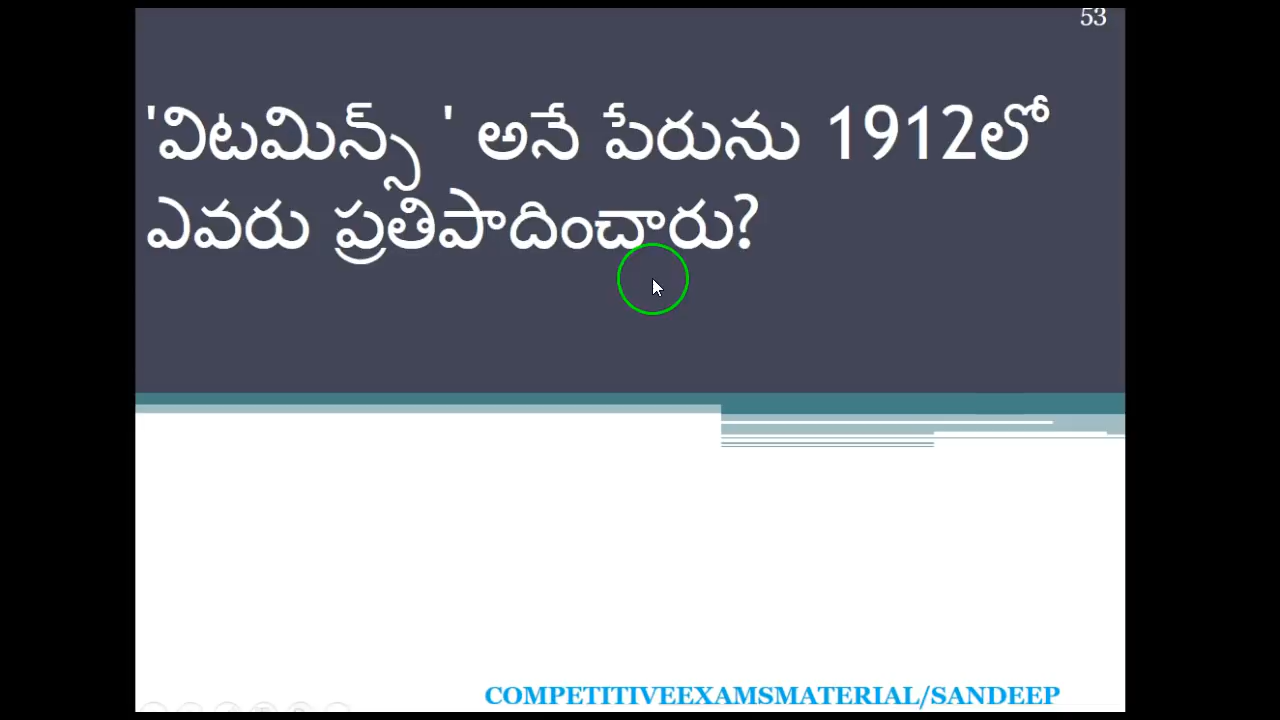 53
'విటమిన్స్ ' అనే పేరును 1912లో
ఎవరు ప్రతిపాదించారు?
COMPETITIVEEXAMSMATERIAL/SANDEEP